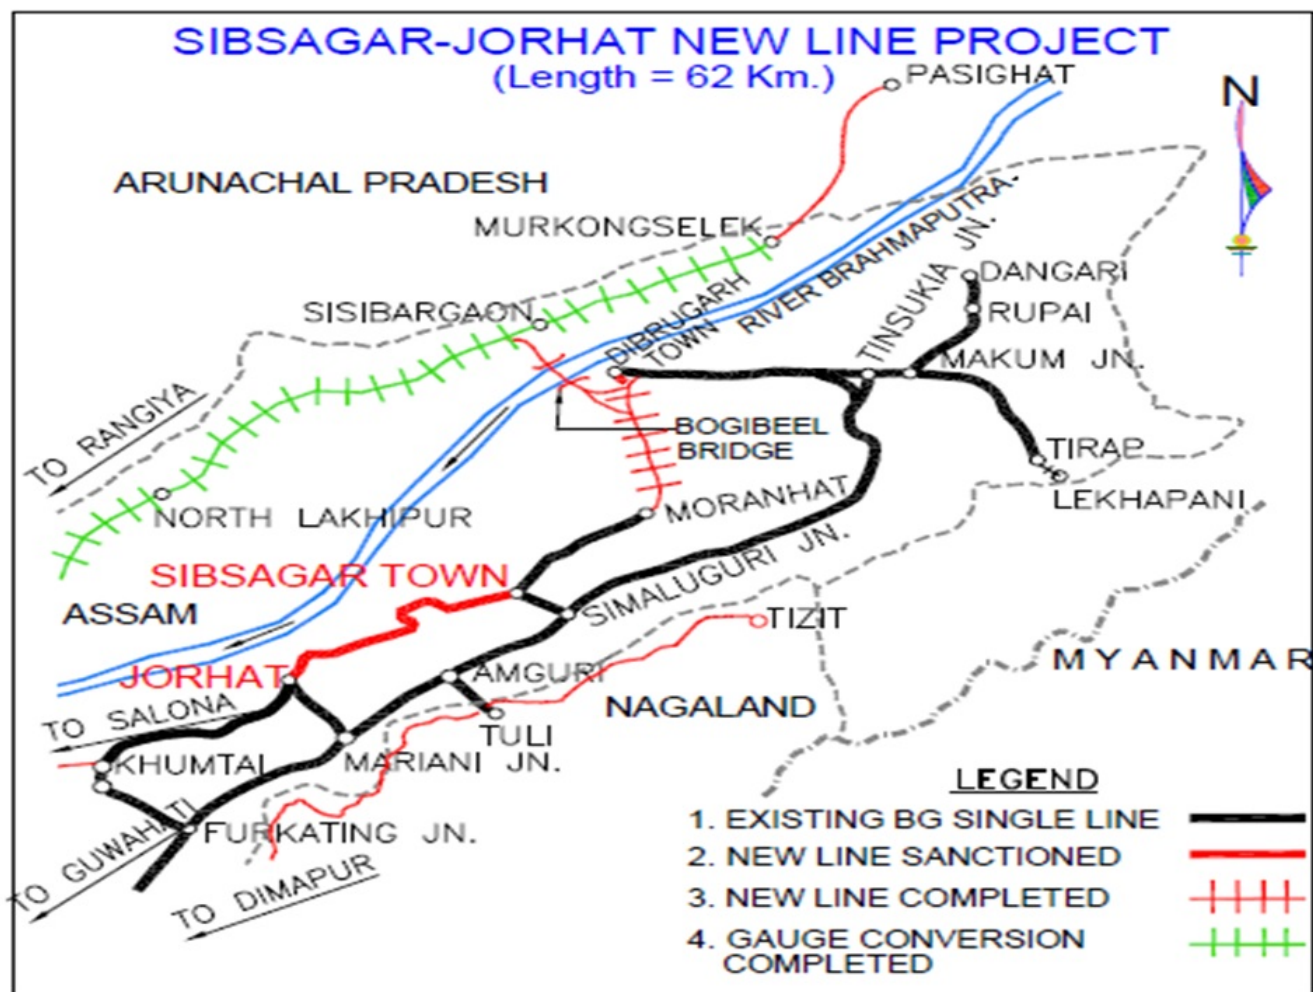 SIBSAGAR-JORHAT NEW LINE PROJECT
(Length = 62 Km.)
PASIGHAT
N
ARUNACHAL PRADESH
MURKONGSELEK
RIVER BRAHMAPUTRA
SISIBARGAON
DIBRUGARH
TOWN
TINSUKIA JN.
DANGARI
RUPAI
MAKUM JN.
TO RANGIYA
BOGIBEEL
BRIDGE
TIRAP
LEKHAPANI
NORTH LAKHIPUR
MORANHAT
SIBSAGAR TOWN
SIMALUGURI JN.
ASSAM
TIZIT
MYANMAR
JORHAT
AMGURI
NAGALAND
TO SALONA
TULI
KHUMTAI
MARIANI JN.
FURKATING JN.
TO GUWAHATI
TO DIMAPUR
LEGEND
1. EXISTING BG SINGLE LINE
2. NEW LINE SANCTIONED
3. NEW LINE COMPLETED
4. GAUGE CONVERSION
COMPLETED